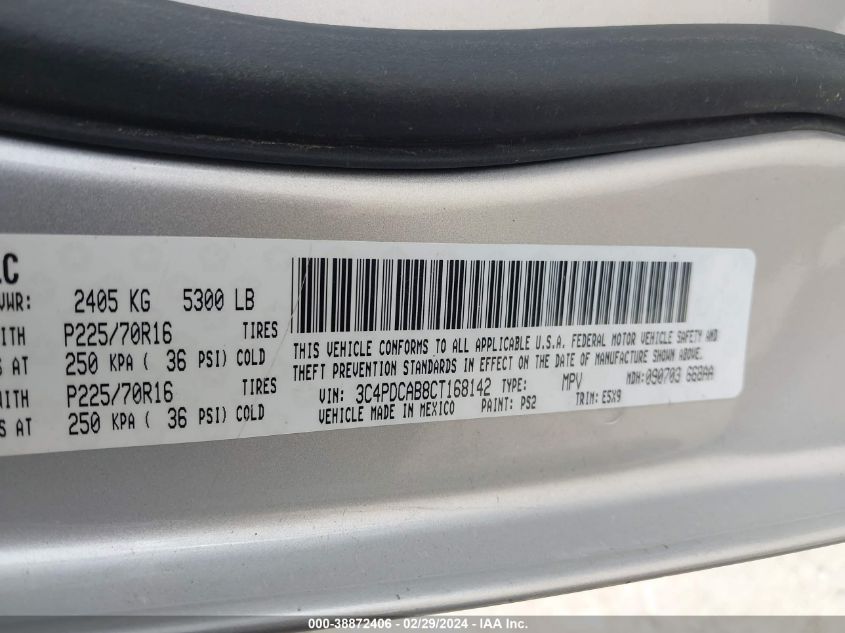 LC
VWR: 2405 KG 5300 LB
WITH P225/70R16 TIRES
S AT 250 KPA ( 36 PSI) COLD
WITH P225/70R16 TIRES
S AT 250 KPA ( 36 PSI) COLD
THIS VEHICLE CONFORMS TO ALL APPLICABLE U.S.A. FEDERAL MOTOR VEHICLE SAFETY AND
THEFT PREVENTION STANDARDS IN EFFECT ON THE DATE OF MANUFACTURE SHOWN ABOVE.
VIN: 3C4PDCAB8CT168142 TYPE: MPV MDH:090703 668AA
VEHICLE MADE IN MEXICO PAINT: PS2 TRIM: E5X9
000-38872406 - 02/29/2024 - IAA Inc.